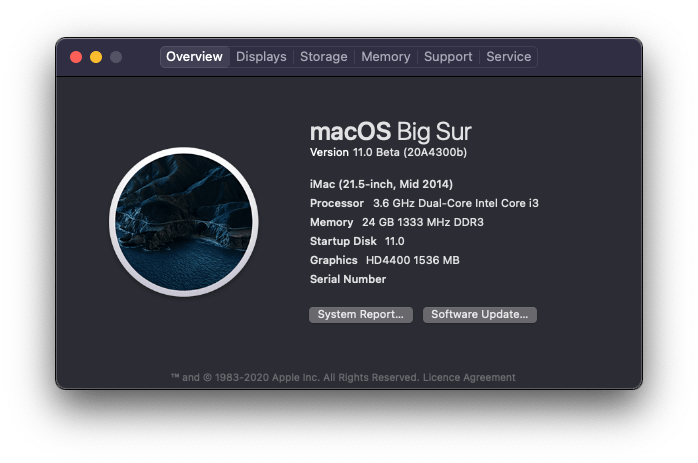 Overview Displays Storage Memory Support Service
macOS Big Sur
Version 11.0 Beta (20A4300b)
iMac (21.5-inch, Mid 2014)
Processor 3.6 GHz Dual-Core Intel Core i3
Memory 24 GB 1333 MHz DDR3
Startup Disk 11.0
Graphics HD4400 1536 MB
Serial Number
System Report... Software Update...
™ and © 1983-2020 Apple Inc. All Rights Reserved. Licence Agreement